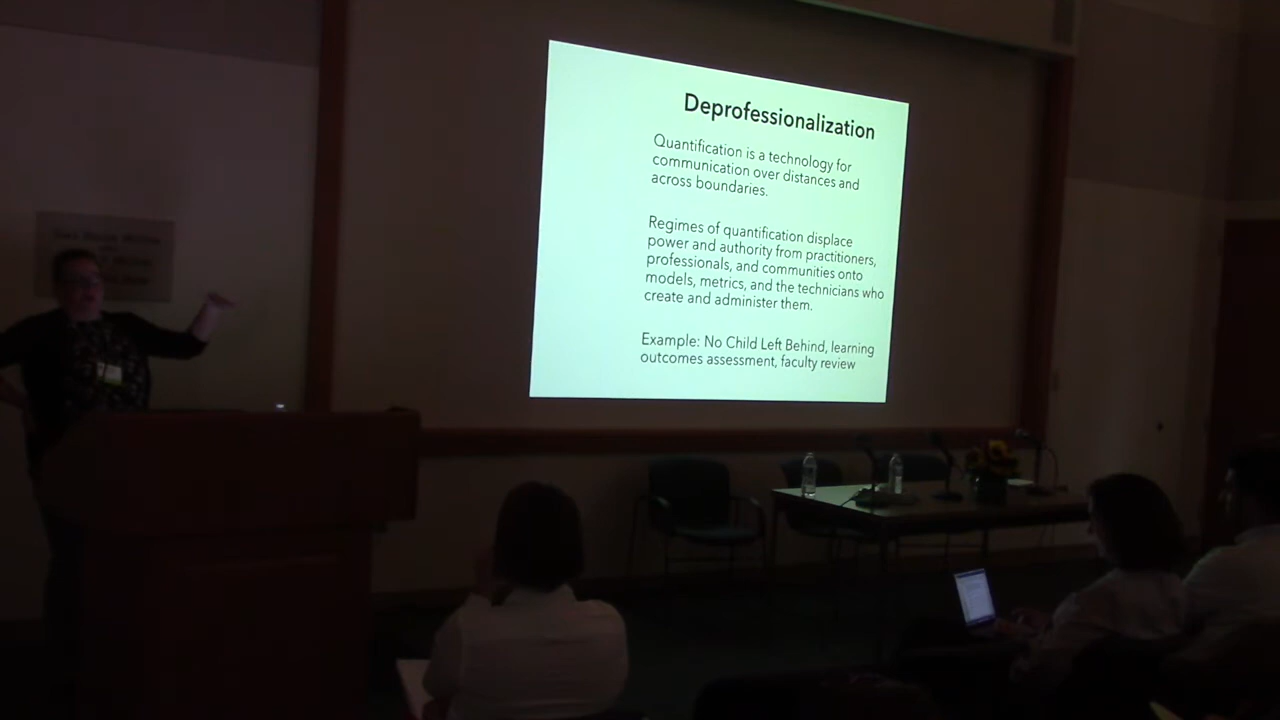 Deprofessionalization
Quantification is a technology for
communication over distances and
across boundaries.
Regimes of quantification displace
power and authority from practitioners,
professionals, and communities onto
models, metrics, and the technicians who
create and administer them.
Example: No Child Left Behind, learning
outcomes assessment, faculty review